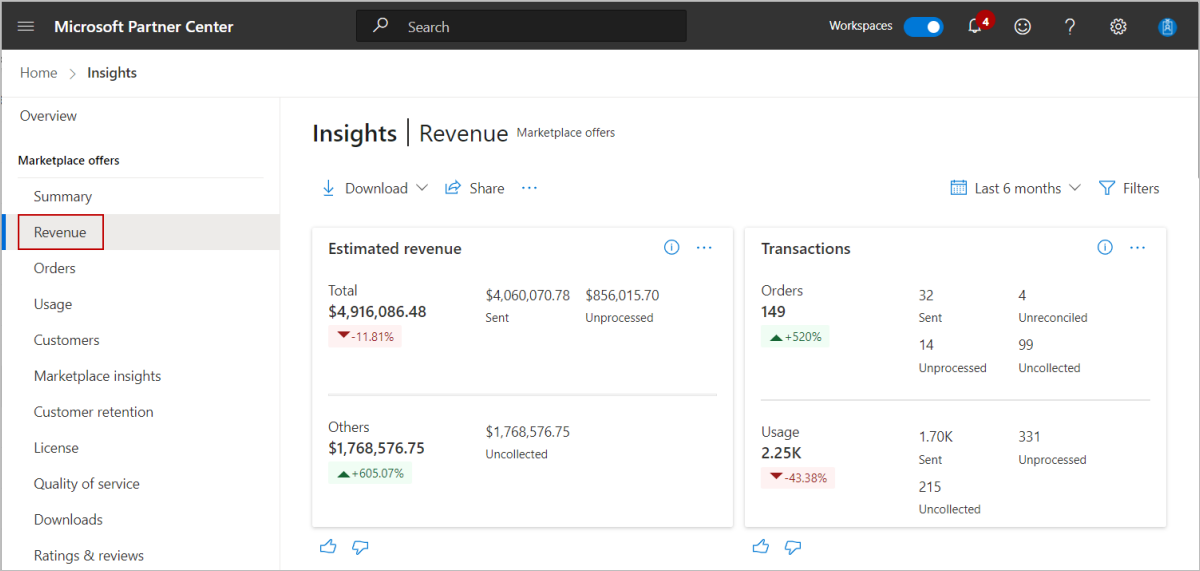 Microsoft Partner Center
Search
Workspaces
4
Home
Insights
Overview
Marketplace offers
Summary
Revenue
Orders
Usage
Customers
Marketplace insights
Customer retention
License
Quality of service
Downloads
Ratings & reviews
Insights | Revenue Marketplace offers
Download
Share
Last 6 months
Filters
Estimated revenue
Total
$4,916,086.48
-11.81%
$4,060,070.78
Sent
$856,015.70
Unprocessed
Others
$1,768,576.75
+605.07%
$1,768,576.75
Uncollected
Transactions
Orders
149
+520%
32
Sent
4
Unreconciled
14
Unprocessed
99
Uncollected
Usage
2.25K
-43.38%
1.70K
Sent
331
Unprocessed
215
Uncollected